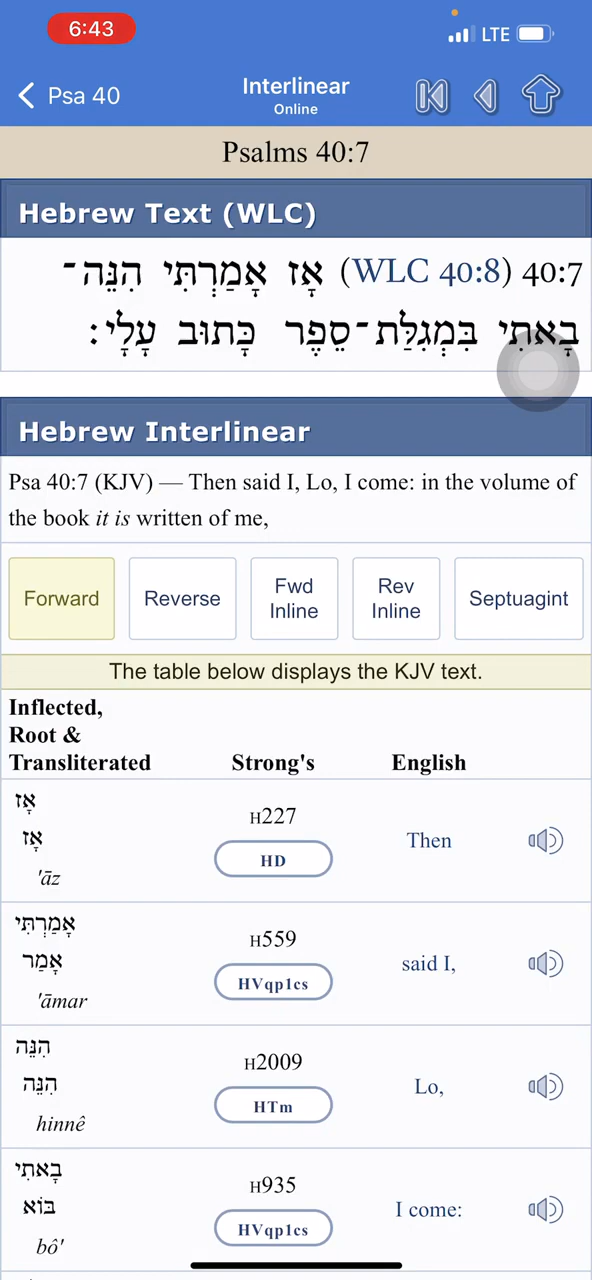 6:43
LTE
Psa 40
Interlinear
Online
Psalms 40:7
Hebrew Text (WLC)
40:7 (WLC 40:8) אָז אָמַרְתִּי הִנֵּה־
בָאתִי בִּמְגִלַּת־סֵפֶר כָּתוּב עָלָי׃
Hebrew Interlinear
Psa 40:7 (KJV) — Then said I, Lo, I come: in the volume of
the book it is written of me,
Forward
Reverse
Fwd
Inline
Rev
Inline
Septuagint
The table below displays the KJV text.
Inflected,
Root &
Transliterated
Strong's
English
אָז
אָז
'āz
H227
HD
Then
אָמַרְתִּי
אָמַר
'āmar
H559
HVqp1cs
said I,
הִנֵּה
הִנֵּה
hinnê
H2009
HTm
Lo,
בָאתִי
בּוֹא
bô'
H935
HVqp1cs
I come: